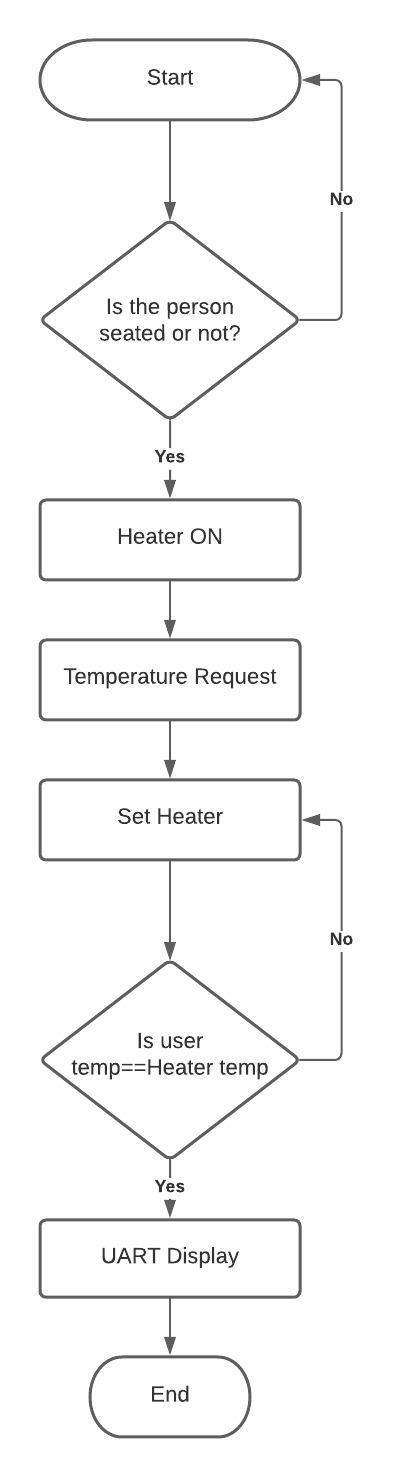 Start
No
Is the person
seated or not?
Yes
Heater ON
Temperature Request
Set Heater
No
Is user
temp==Heater temp
Yes
UART Display
End